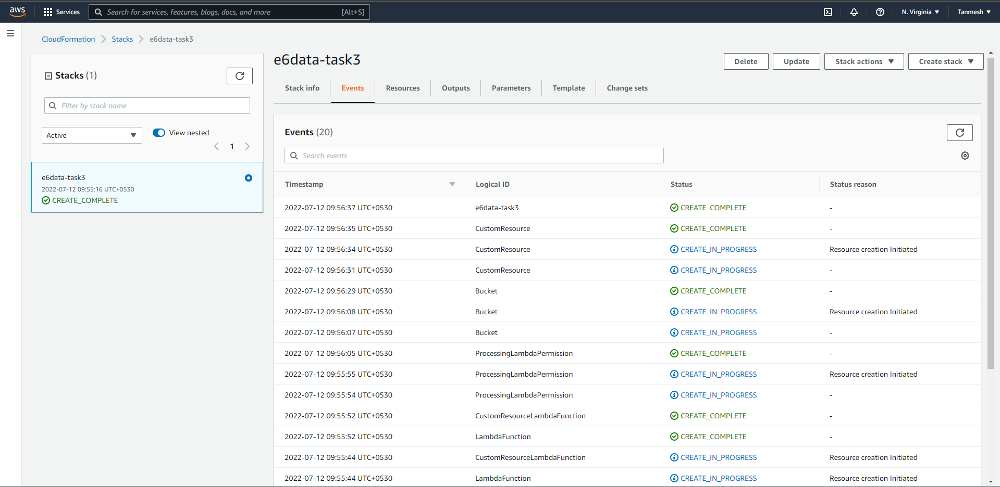 aws Services Search for services, features, blogs, docs, and more [Alt+S] N. Virginia Tanmesh
CloudFormation Stacks e6data-task3
Stacks (1)
Filter by stack name
Active View nested
1
e6data-task3
2022-07-12 09:55:16 UTC+0530
CREATE_COMPLETE
e6data-task3
Delete Update Stack actions Create stack
Stack info Events Resources Outputs Parameters Template Change sets
Events (20)
Search events
Timestamp Logical ID Status Status reason
2022-07-12 09:56:37 UTC+0530 e6data-task3 CREATE_COMPLETE -
2022-07-12 09:56:35 UTC+0530 CustomResource CREATE_COMPLETE -
2022-07-12 09:56:34 UTC+0530 CustomResource CREATE_IN_PROGRESS Resource creation Initiated
2022-07-12 09:56:31 UTC+0530 CustomResource CREATE_IN_PROGRESS -
2022-07-12 09:56:29 UTC+0530 Bucket CREATE_COMPLETE -
2022-07-12 09:56:08 UTC+0530 Bucket CREATE_IN_PROGRESS Resource creation Initiated
2022-07-12 09:56:07 UTC+0530 Bucket CREATE_IN_PROGRESS -
2022-07-12 09:56:05 UTC+0530 ProcessingLambdaPermission CREATE_COMPLETE -
2022-07-12 09:55:55 UTC+0530 ProcessingLambdaPermission CREATE_IN_PROGRESS Resource creation Initiated
2022-07-12 09:55:54 UTC+0530 ProcessingLambdaPermission CREATE_IN_PROGRESS -
2022-07-12 09:55:52 UTC+0530 CustomResourceLambdaFunction CREATE_COMPLETE -
2022-07-12 09:55:52 UTC+0530 LambdaFunction CREATE_COMPLETE -
2022-07-12 09:55:44 UTC+0530 CustomResourceLambdaFunction CREATE_IN_PROGRESS Resource creation Initiated
2022-07-12 09:55:44 UTC+0530 LambdaFunction CREATE_IN_PROGRESS Resource creation Initiated